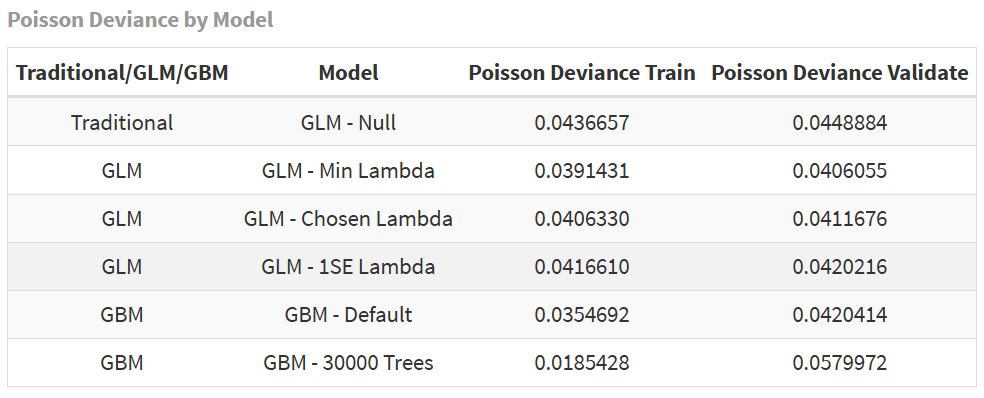 Poisson Deviance by Model
Traditional/GLM/GBM Model Poisson Deviance Train Poisson Deviance Validate
Traditional GLM - Null 0.0436657 0.0448884
GLM GLM - Min Lambda 0.0391431 0.0406055
GLM GLM - Chosen Lambda 0.0406330 0.0411676
GLM GLM - 1SE Lambda 0.0416610 0.0420216
GBM GBM - Default 0.0354692 0.0420414
GBM GBM - 30000 Trees 0.0185428 0.0579972